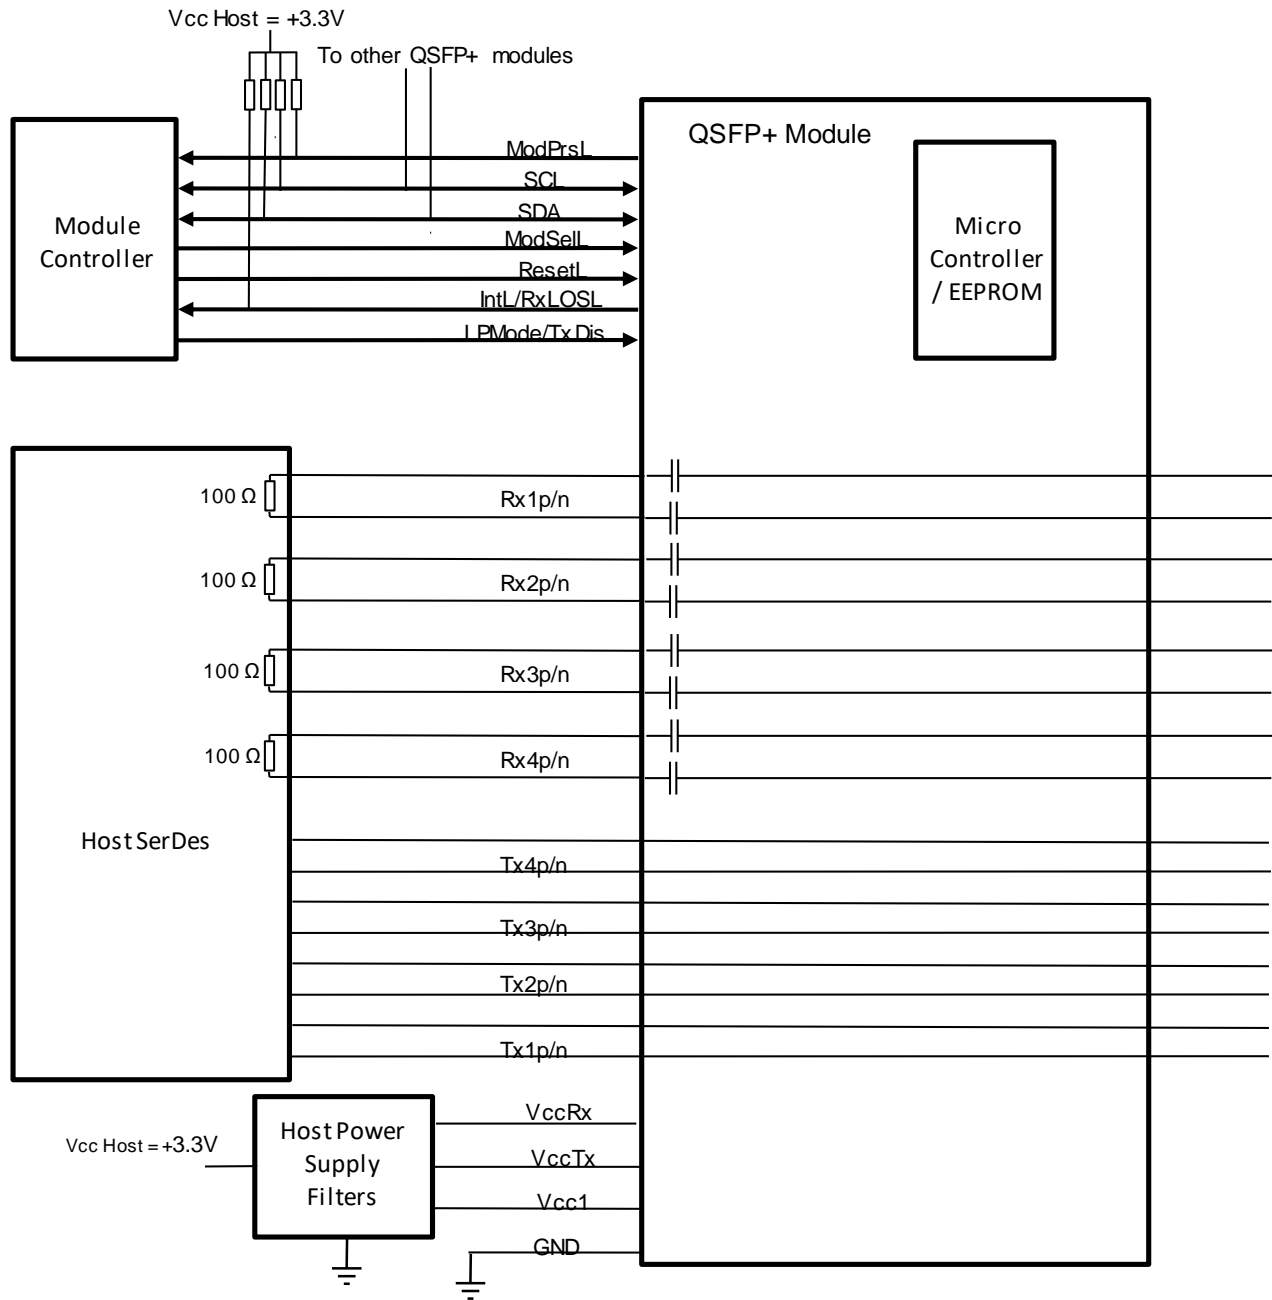 Vcc Host = +3.3V
To other QSFP+ modules
QSFP+ Module
ModPrsL
SCL
SDA
ModSelL
ResetL
IntL/RxLOSL
LPMode/TxDis
Module
Controller
Micro
Controller
/ EEPROM
100 Ω
Rx1p/n
100 Ω
Rx2p/n
100 Ω
Rx3p/n
100 Ω
Rx4p/n
Host SerDes
Tx4p/n
Tx3p/n
Tx2p/n
Tx1p/n
Vcc Host = +3.3V
Host Power
Supply
Filters
VccRx
VccTx
Vcc1
GND